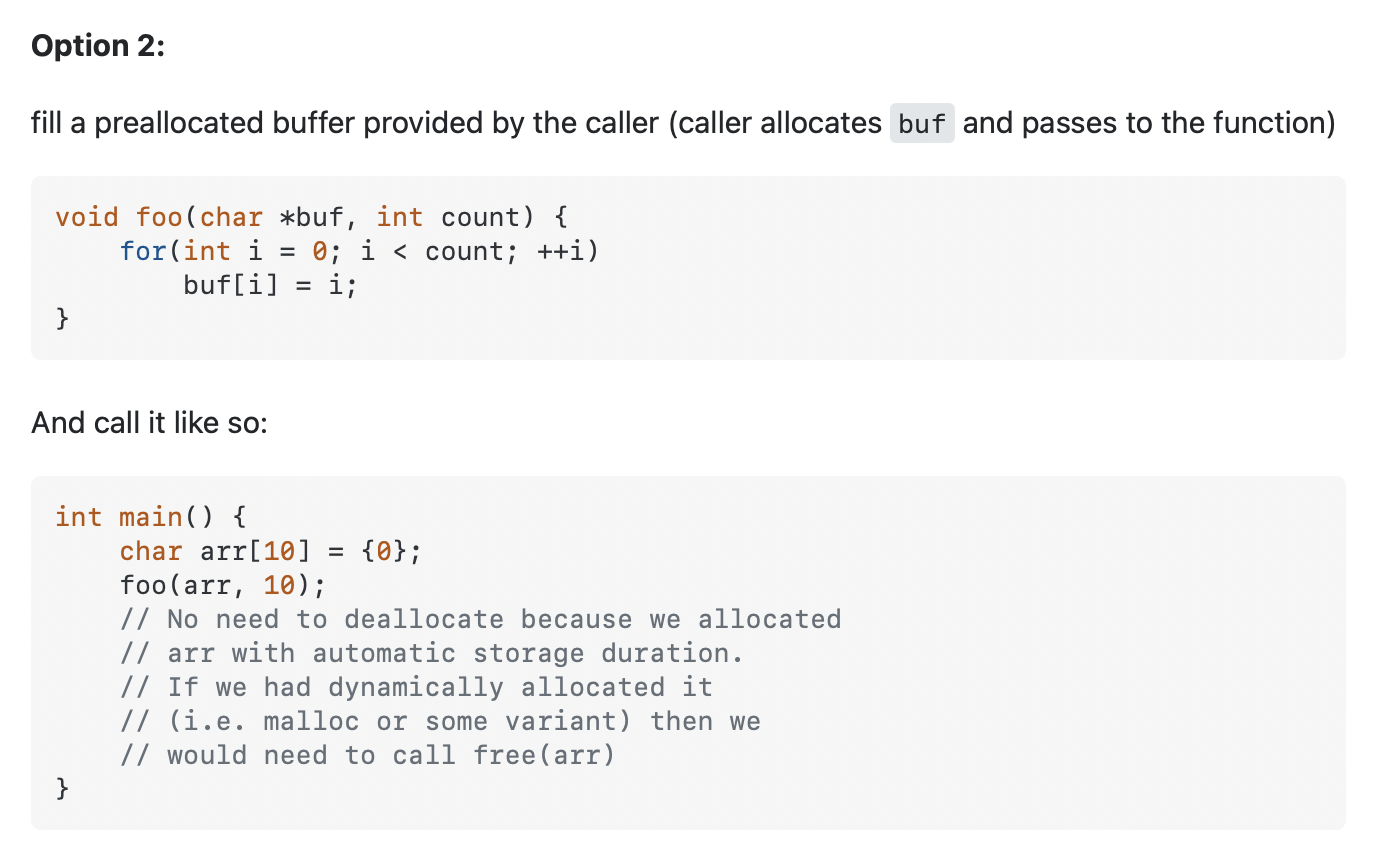 Option 2:
fill a preallocated buffer provided by the caller (caller allocates buf and passes to the function)
void foo(char *buf, int count) {
    for(int i = 0; i < count; ++i)
        buf[i] = i;
}
And call it like so:
int main() {
    char arr[10] = {0};
    foo(arr, 10);
    // No need to deallocate because we allocated
    // arr with automatic storage duration.
    // If we had dynamically allocated it
    // (i.e. malloc or some variant) then we
    // would need to call free(arr)
}